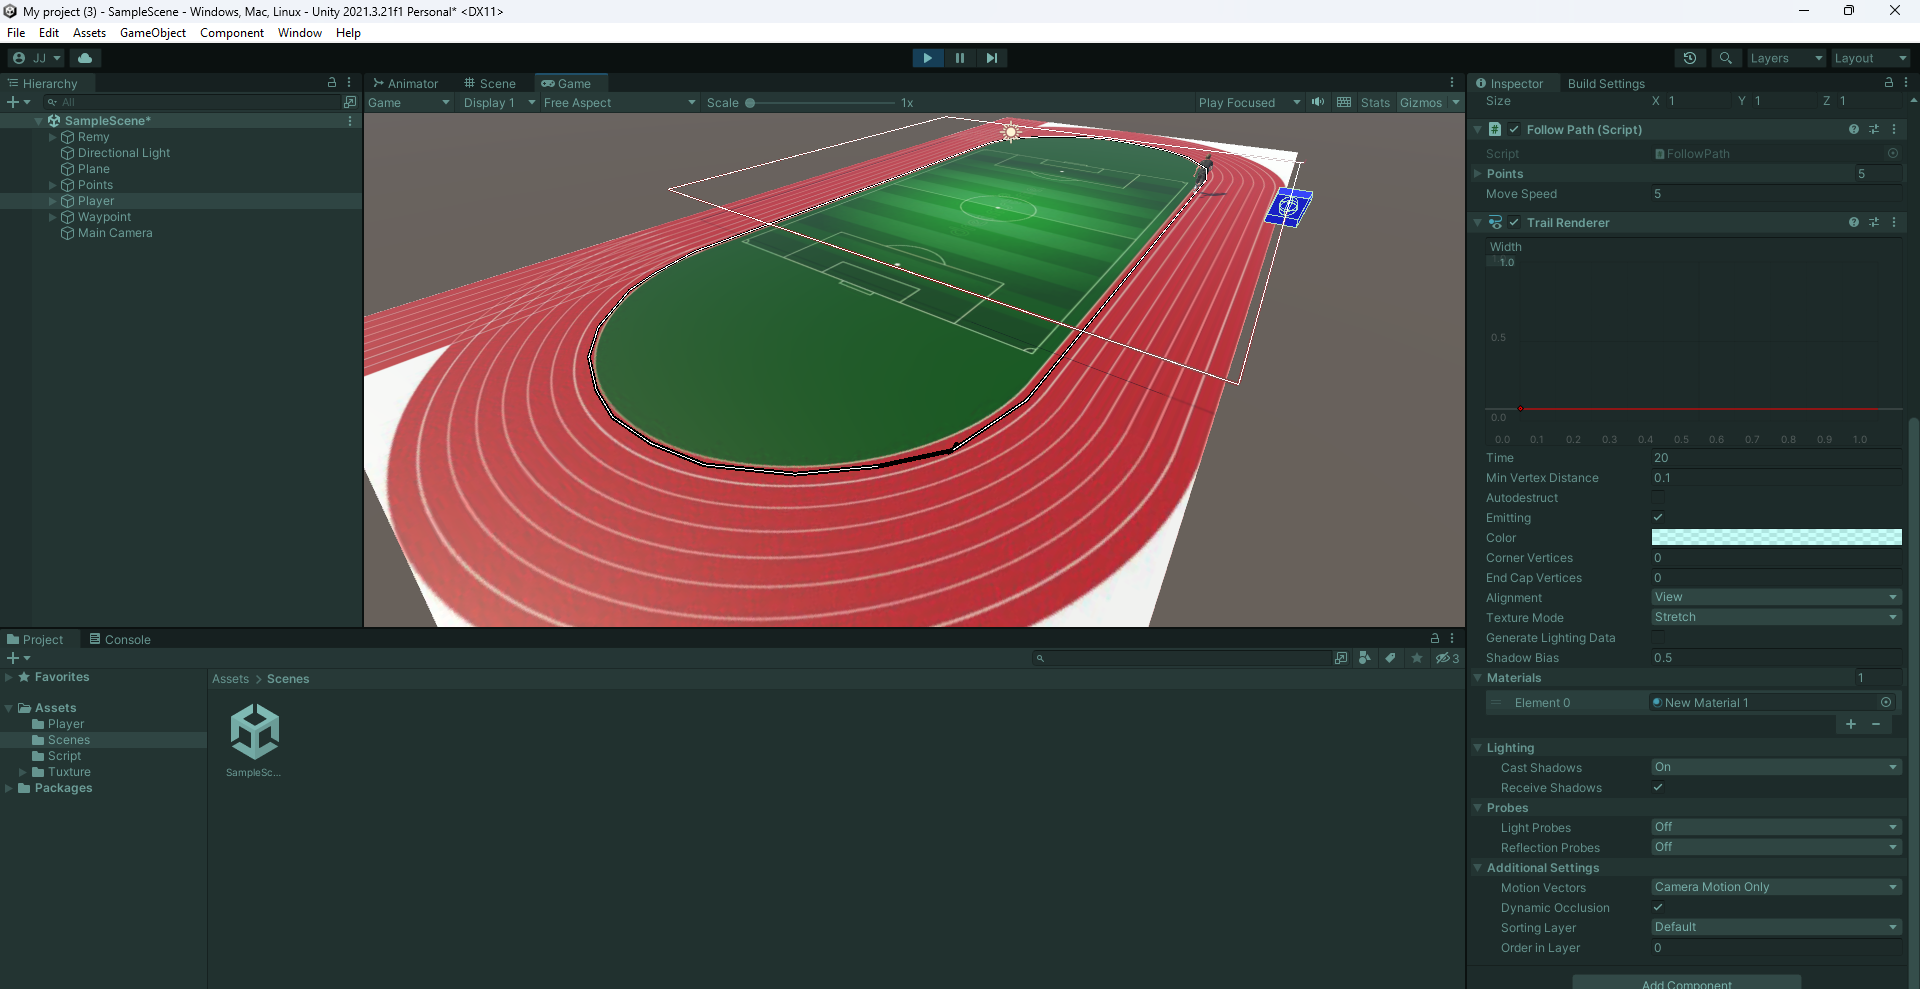 My project (3) - SampleScene - Windows, Mac, Linux - Unity 2021.3.21f1 Personal* <DX11>
File Edit Assets GameObject Component Window Help
JJ
Layers Layout
Hierarchy
All
SampleScene*
Remy
Directional Light
Plane
Points
Player
Waypoint
Main Camera
Animator Scene Game
Game Display 1 Free Aspect Scale 1x Play Focused Stats Gizmos
Inspector Build Settings
Size X 1 Y 1 Z 1
Follow Path (Script)
Script FollowPath
Points 5
Move Speed 5
Trail Renderer
Width
1.0
0.5
0.0
0.0 0.1 0.2 0.3 0.4 0.5 0.6 0.7 0.8 0.9 1.0
Time 20
Min Vertex Distance 0.1
Autodestruct
Emitting
Color
Corner Vertices 0
End Cap Vertices 0
Alignment View
Texture Mode Stretch
Generate Lighting Data
Shadow Bias 0.5
Materials 1
Element 0 New Material 1
Lighting
Cast Shadows On
Receive Shadows
Probes
Light Probes Off
Reflection Probes Off
Additional Settings
Motion Vectors Camera Motion Only
Dynamic Occlusion
Sorting Layer Default
Order in Layer 0
Add Component
Project Console
3
Favorites
Assets
Player
Scenes
Script
Tuxture
Packages
Assets > Scenes
SampleSc...